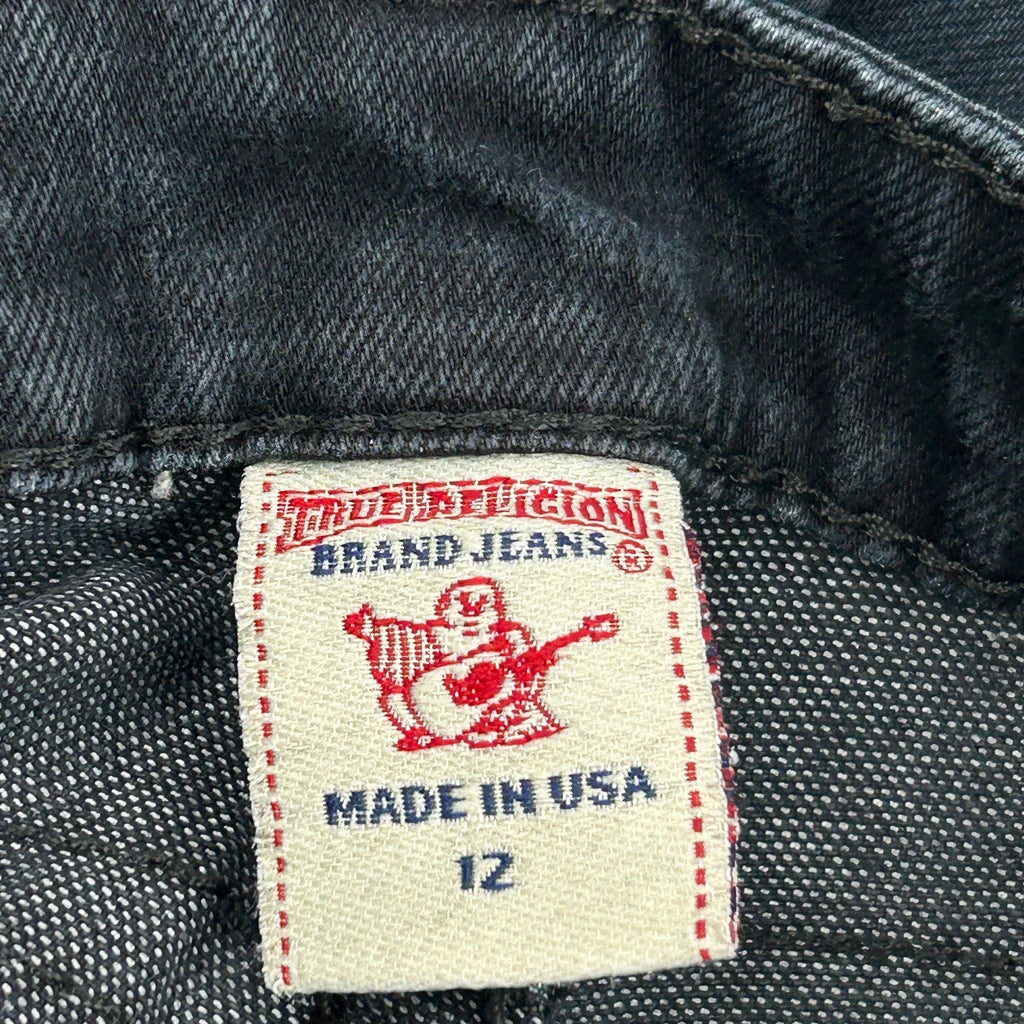 TRUE RELIGION
BRAND JEANS ®
MADE IN USA
12